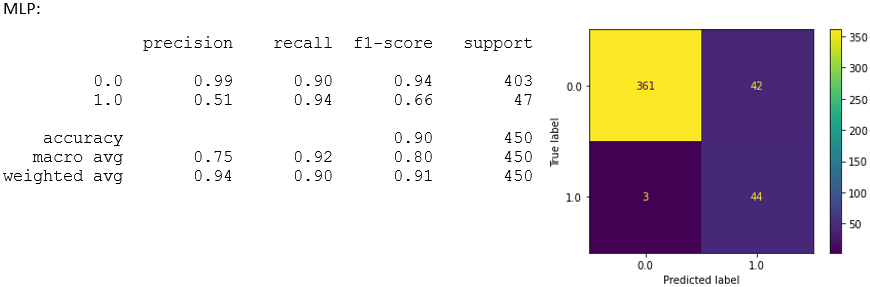 MLP:
precision recall f1-score support
0.0 0.99 0.90 0.94 403
1.0 0.51 0.94 0.66 47
accuracy 0.90 450
macro avg 0.75 0.92 0.80 450
weighted avg 0.94 0.90 0.91 450
True label
0.0
1.0
361 42
3 44
0.0 1.0
Predicted label
350
300
250
200
150
100
50